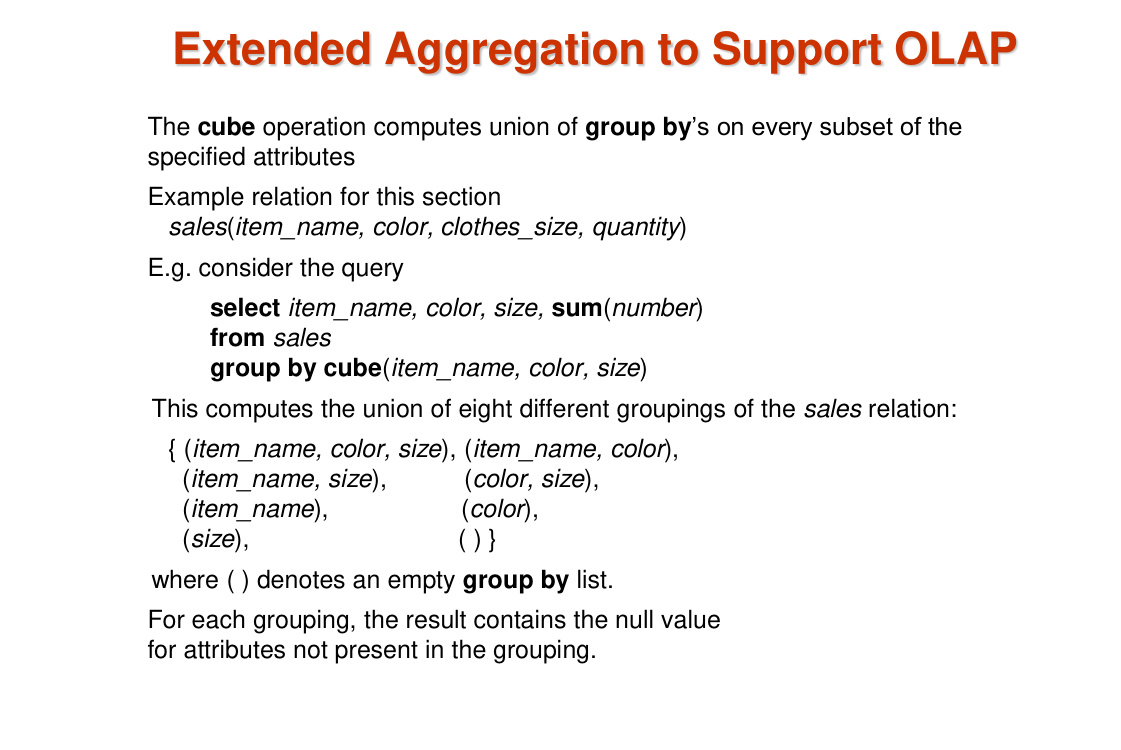 Extended Aggregation to Support OLAP
The cube operation computes union of group by's on every subset of the
specified attributes
Example relation for this section
sales(item_name, color, clothes_size, quantity)
E.g. consider the query
select item_name, color, size, sum(number)
from sales
group by cube(item_name, color, size)
This computes the union of eight different groupings of the sales relation:
{ (item_name, color, size), (item_name, color),
(item_name, size), (color, size),
(item_name), (color),
(size), ( ) }
where ( ) denotes an empty group by list.
For each grouping, the result contains the null value
for attributes not present in the grouping.